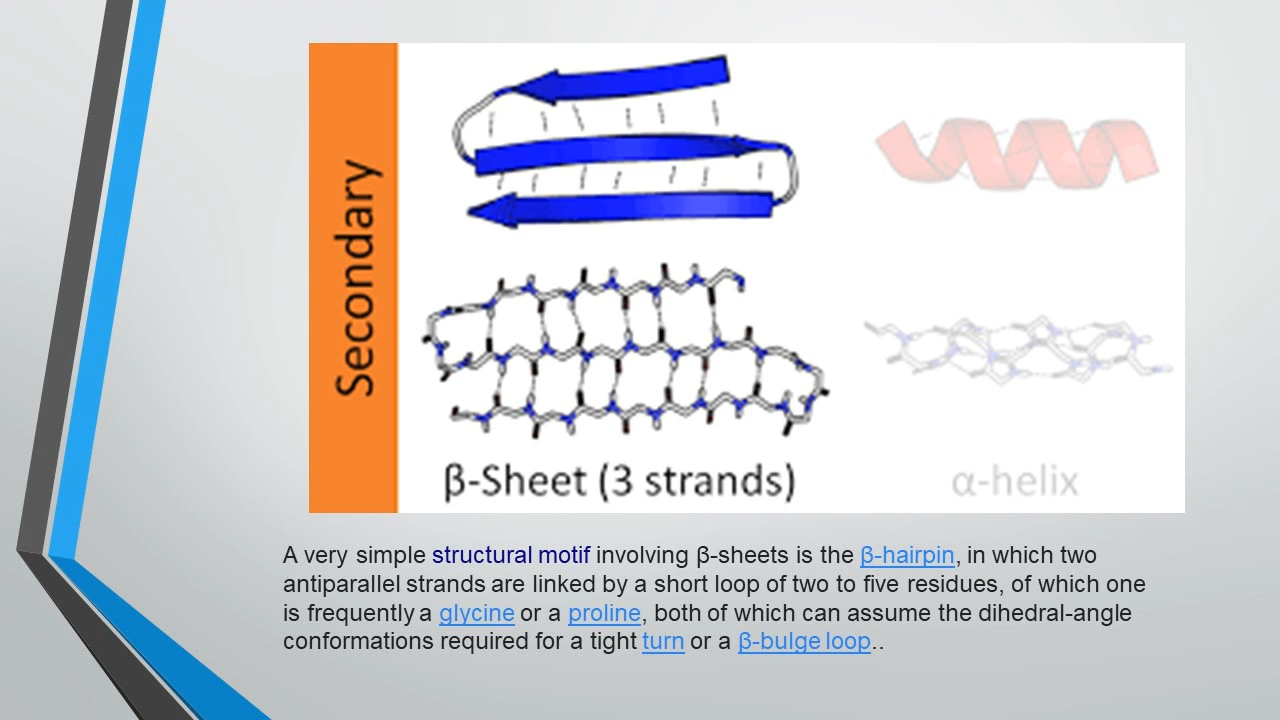 Secondary
β-Sheet (3 strands)
α-helix
A very simple structural motif involving β-sheets is the β-hairpin, in which two
antiparallel strands are linked by a short loop of two to five residues, of which one
is frequently a glycine or a proline, both of which can assume the dihedral-angle
conformations required for a tight turn or a β-bulge loop..